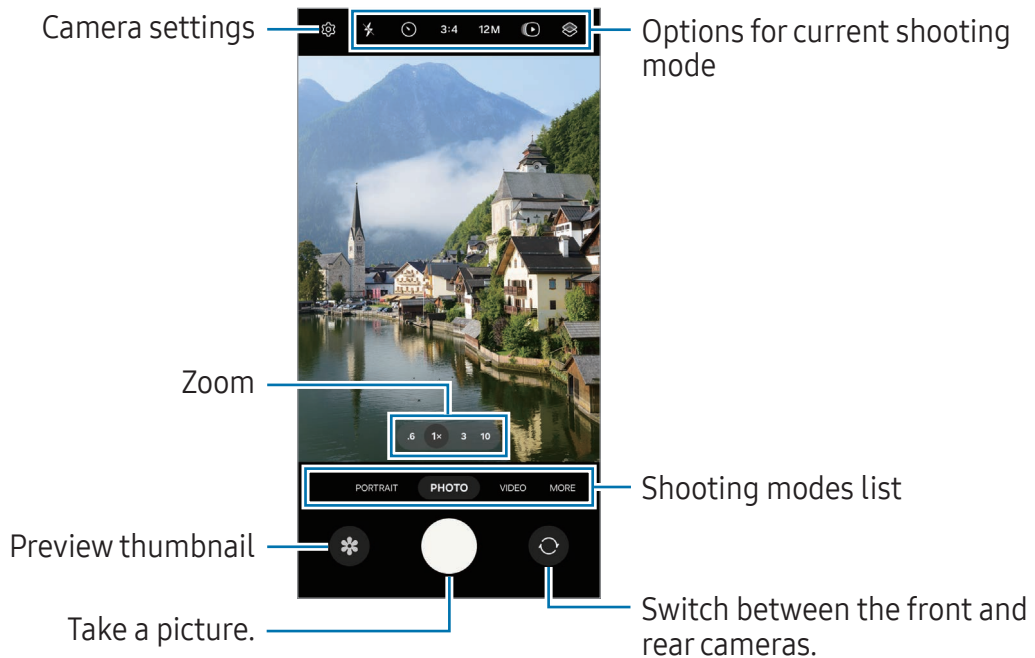 Camera settings
3:4 12M
Options for current shooting
mode
Zoom
.6 1× 3 10
PORTRAIT PHOTO VIDEO MORE
Shooting modes list
Preview thumbnail
Take a picture.
Switch between the front and
rear cameras.